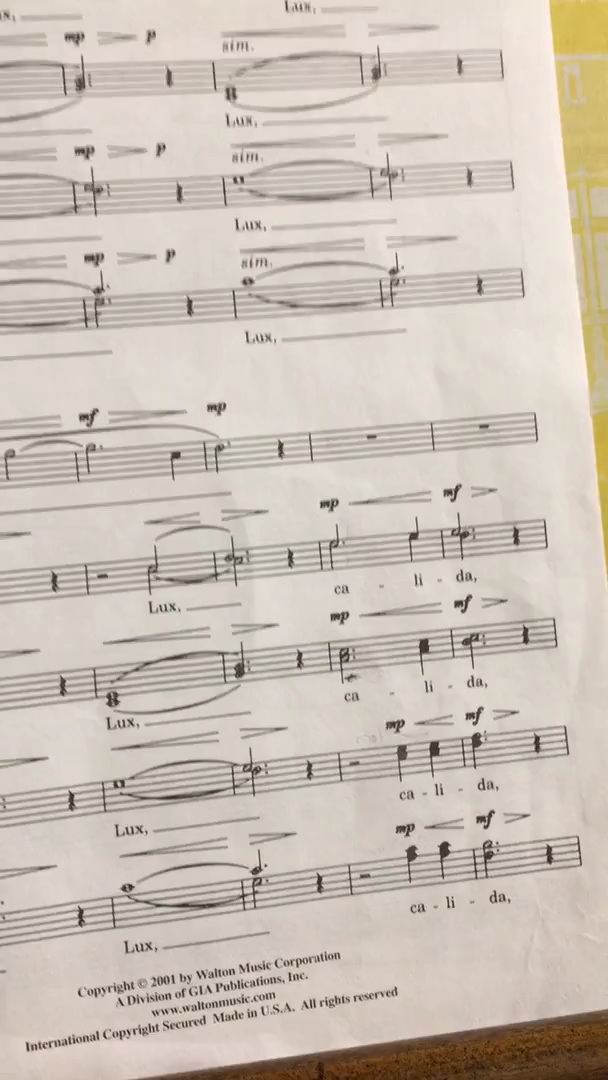 Lux,
mp p
sim.
Lux,
mp p
sim.
Lux,
mp p
sim.
Lux,
mf mp
mp mf
Lux, ca - li - da,
mp mf
Lux, ca - li - da,
mp mf
Lux, ca - li - da,
mp mf
Lux, ca - li - da,
Copyright © 2001 by Walton Music Corporation
A Division of GIA Publications, Inc.
www.waltonmusic.com
International Copyright Secured Made in U.S.A. All rights reserved